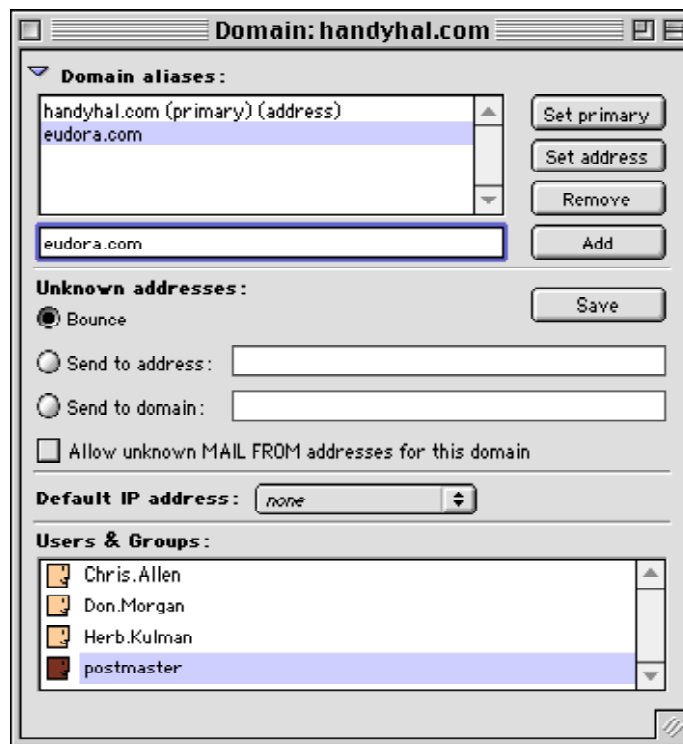 Domain: handyhal.com
Domain aliases:
handyhal.com (primary) (address)
eudora.com
Set primary
Set address
Remove
eudora.com
Add
Unknown addresses:
Save
Bounce
Send to address:
Send to domain:
Allow unknown MAIL FROM addresses for this domain
Default IP address: none
Users & Groups:
Chris.Allen
Don.Morgan
Herb.Kulman
postmaster